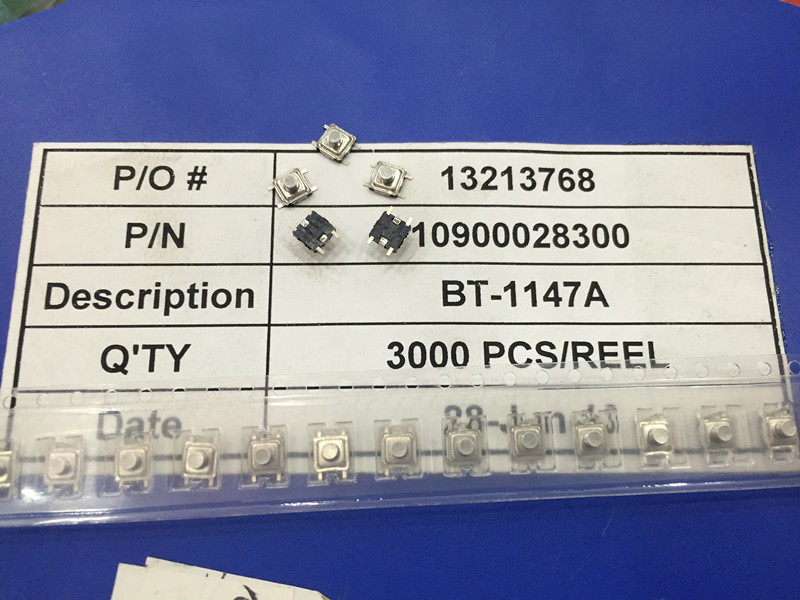 P/O # 13213768
P/N 10900028300
Description BT-1147A
Q'TY 3000 PCS/REEL
Date